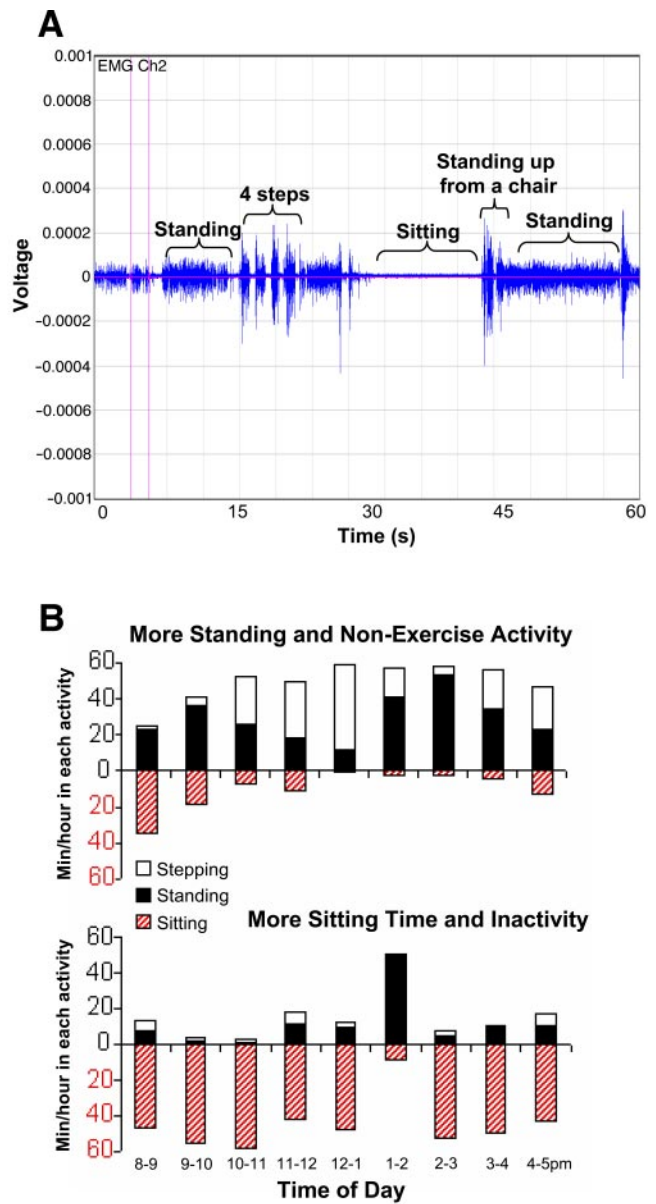 A
EMG Ch2
0.001
0.0008
0.0006
0.0004
0.0002
0
-0.0002
-0.0004
-0.0006
-0.0008
-0.001
Voltage
Standing
4 steps
Sitting
Standing up
from a chair
Standing
0 15 30 45 60
Time (s)
B
More Standing and Non-Exercise Activity
Min/hour in each activity
60
40
20
0
20
40
60
Stepping
Standing
Sitting
More Sitting Time and Inactivity
Min/hour in each activity
60
40
20
0
20
40
60
8-9 9-10 10-11 11-12 12-1 1-2 2-3 3-4 4-5pm
Time of Day